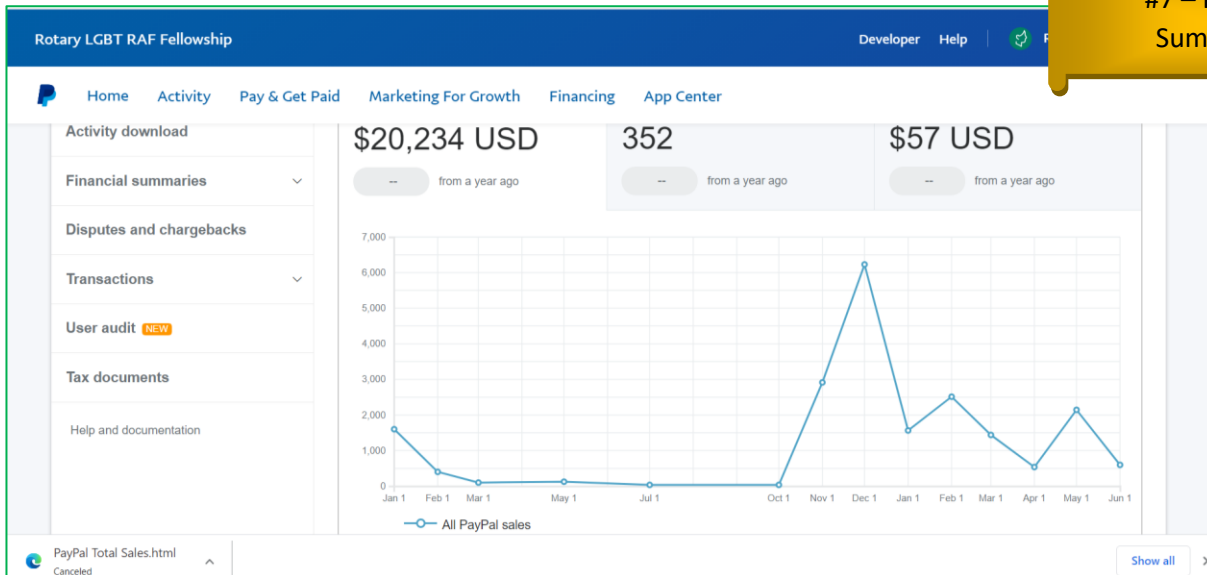 #7 –
Sum
Rotary LGBT RAF Fellowship
Developer Help
Home Activity Pay & Get Paid Marketing For Growth Financing App Center
Activity download
Financial summaries
Disputes and chargebacks
Transactions
User audit NEW
Tax documents
Help and documentation
$20,234 USD
-- from a year ago
352
-- from a year ago
$57 USD
-- from a year ago
7,000
6,000
5,000
4,000
3,000
2,000
1,000
0
Jan 1 Feb 1 Mar 1 May 1 Jul 1 Oct 1 Nov 1 Dec 1 Jan 1 Feb 1 Mar 1 Apr 1 May 1 Jun 1
All PayPal sales
PayPal Total Sales.html
Canceled
Show all